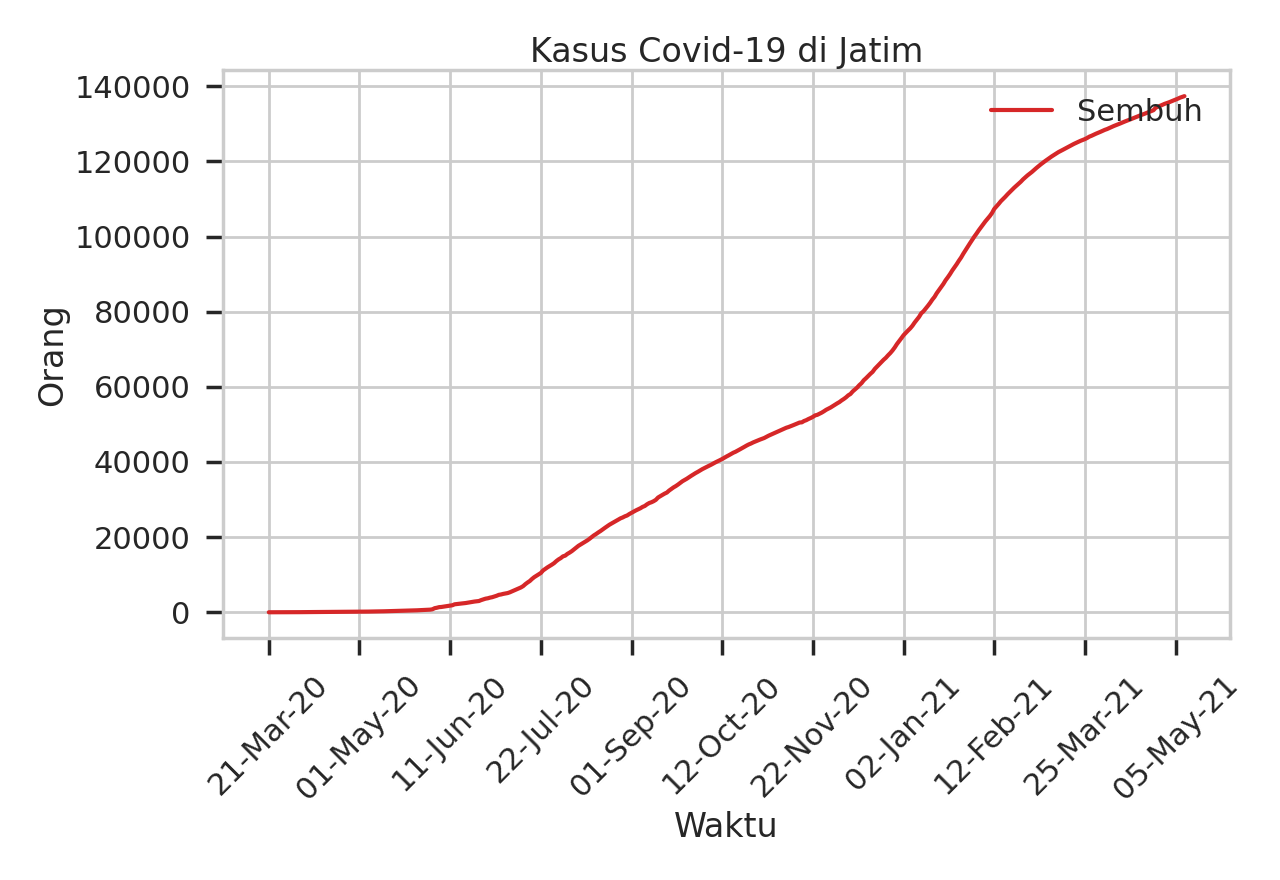 Kasus Covid-19 di Jatim
140000
120000
100000
80000
60000
40000
20000
0
Orang
Sembuh
21-Mar-20
01-May-20
11-Jun-20
22-Jul-20
01-Sep-20
12-Oct-20
22-Nov-20
02-Jan-21
12-Feb-21
25-Mar-21
05-May-21
Waktu